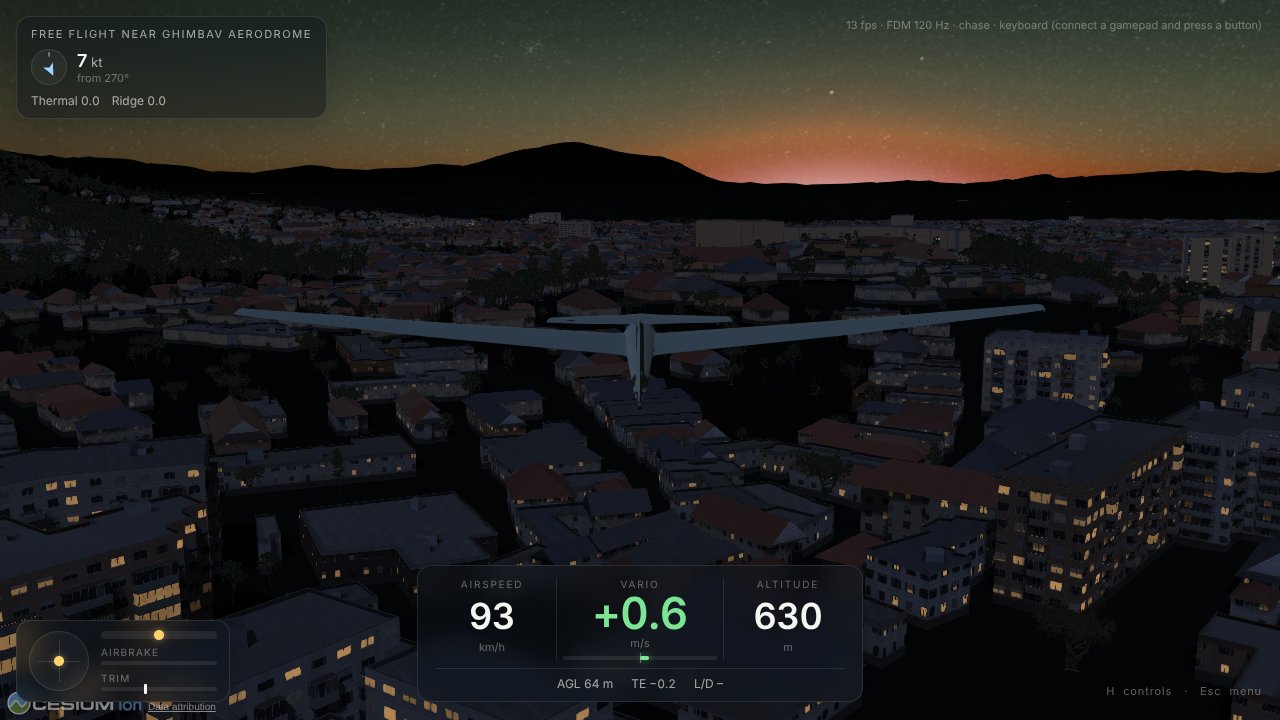 FREE FLIGHT NEAR GHIMBAV AERODROME
7 kt
from 270°
Thermal 0.0 Ridge 0.0
13 fps · FDM 120 Hz · chase · keyboard (connect a gamepad and press a button)
AIRSPEED
93
km/h
VARIO
+0.6
m/s
ALTITUDE
630
m
AGL 64 m TE −0.2 L/D –
AIRBRAKE
TRIM
CESIUM ion Data attribution
H controls · Esc menu